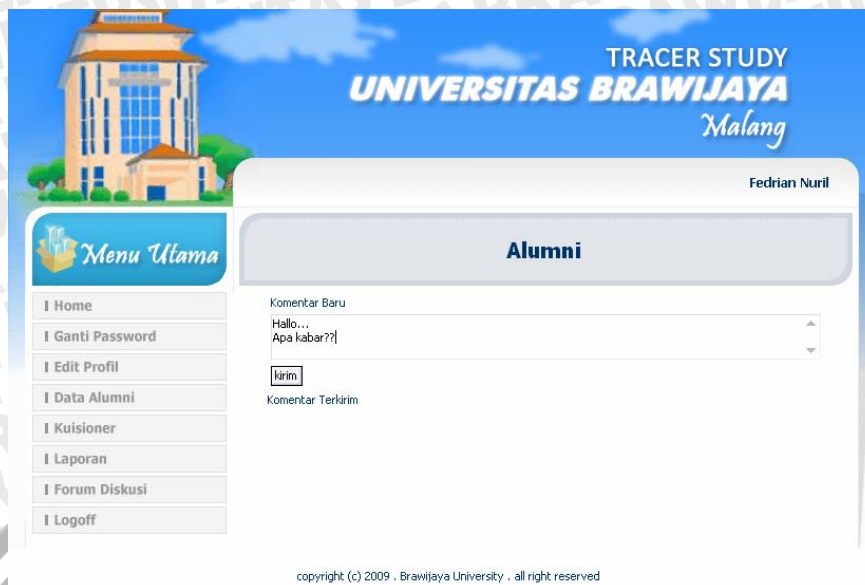 TRACER STUDY
UNIVERSITAS BRAWIJAYA
Malang
Fedrian Nuril
Menu Utama
Alumni
Home
Ganti Password
Edit Profil
Data Alumni
Kuisioner
Laporan
Forum Diskusi
Logoff
Komentar Baru
Hallo...
Apa kabar??
kirim
Komentar Terkirim
copyright (c) 2009 . Brawijaya University . all right reserved